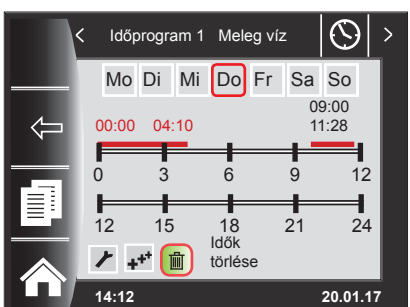 Időprogram 1 Meleg víz
Mo Di Mi Do Fr Sa So
09:00
00:00 04:10 11:28
0 3 6 9 12
12 15 18 21 24
Idők
törlése
14:12 20.01.17